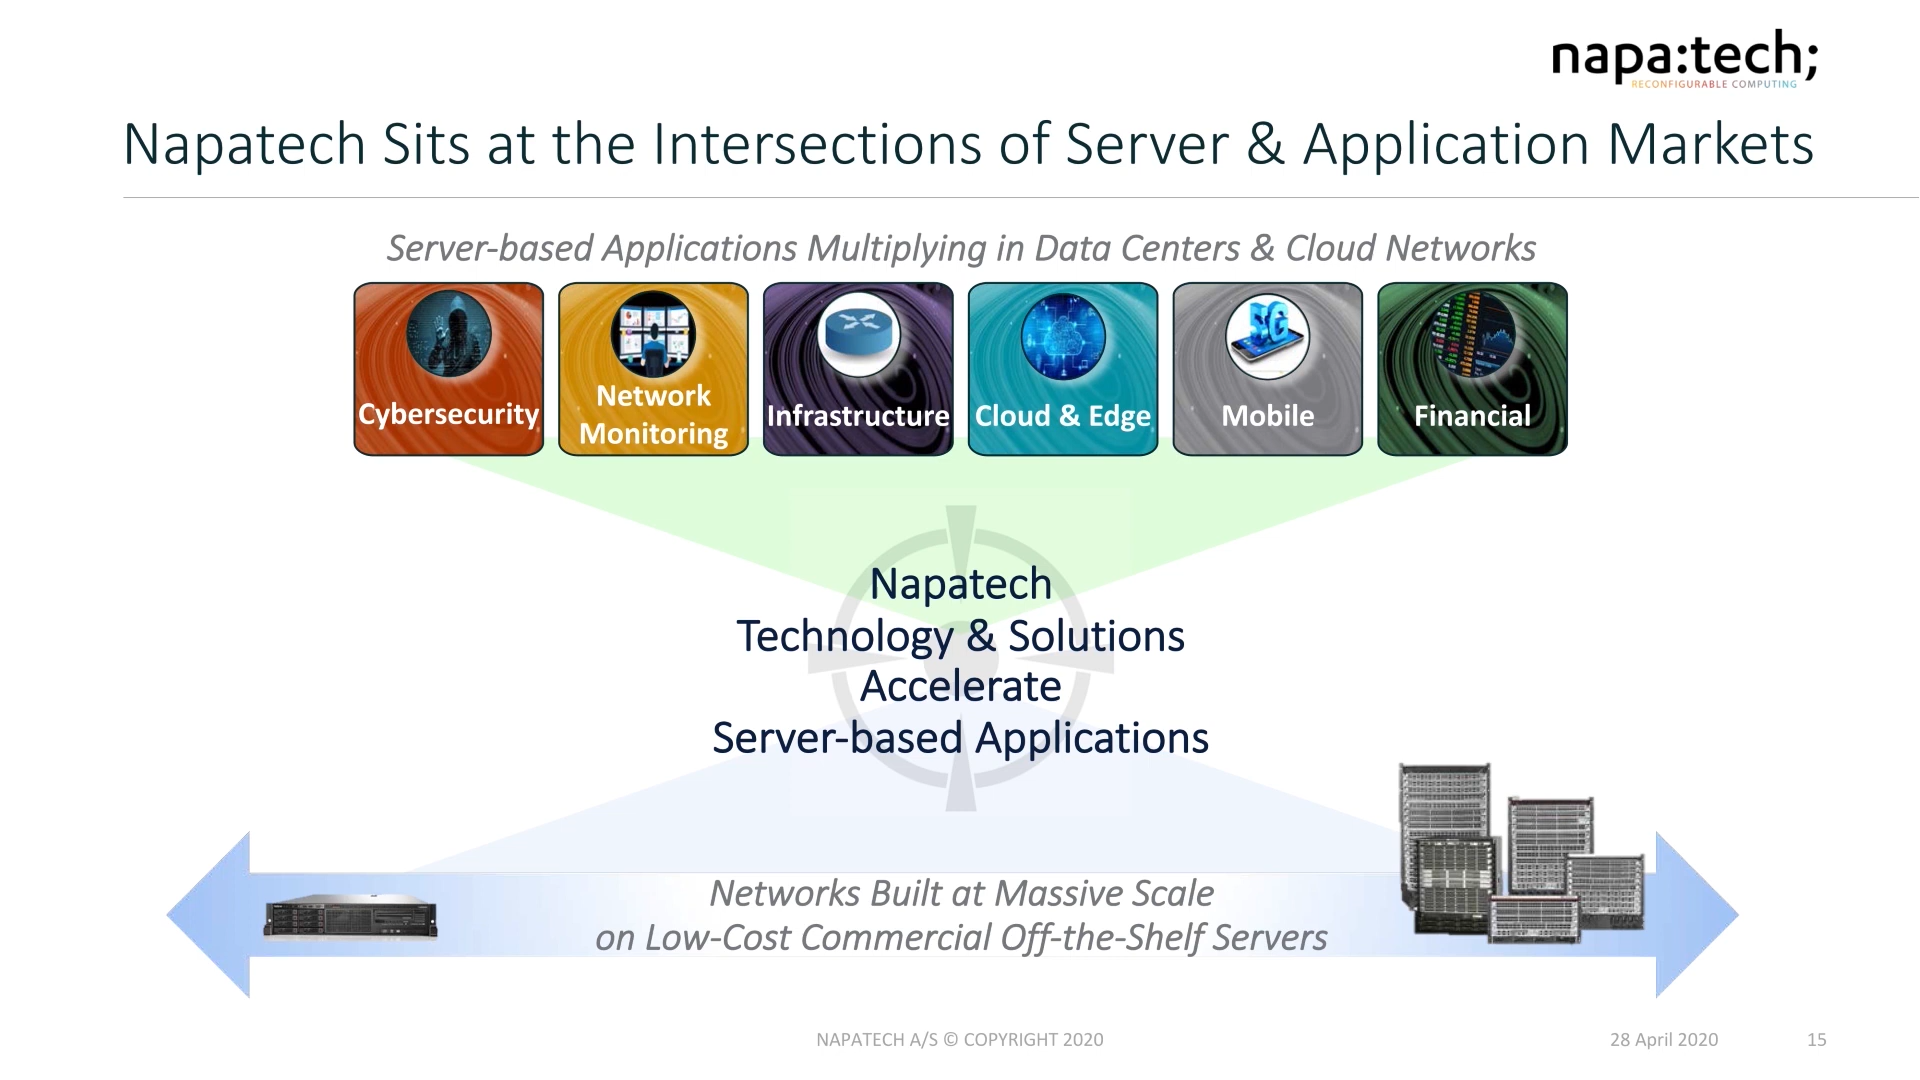 napa:tech;
RECONFIGURABLE COMPUTING
Napatech Sits at the Intersections of Server & Application Markets
Server-based Applications Multiplying in Data Centers & Cloud Networks
Cybersecurity
Network
Monitoring
Infrastructure
Cloud & Edge
5G
Mobile
Financial
Napatech
Technology & Solutions
Accelerate
Server-based Applications
Networks Built at Massive Scale
on Low-Cost Commercial Off-the-Shelf Servers
NAPATECH A/S © COPYRIGHT 2020
28 April 2020
15